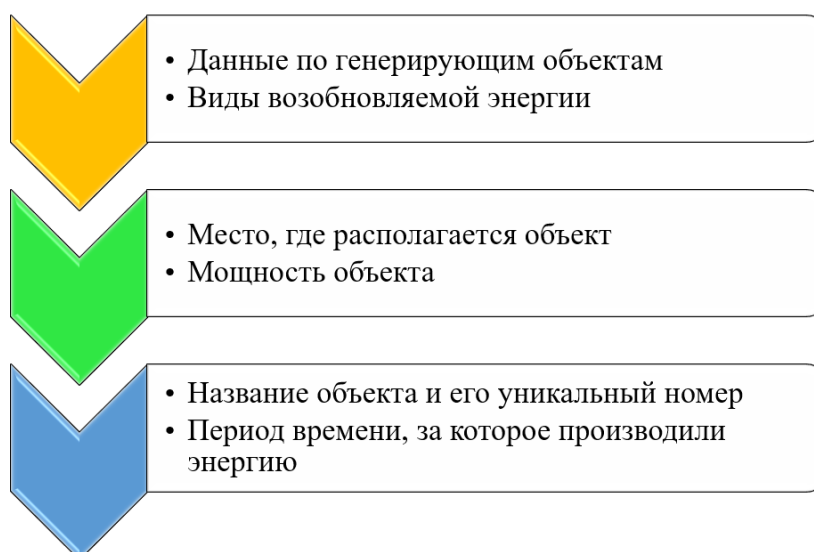 • Данные по генерирующим объектам
• Виды возобновляемой энергии
• Место, где располагается объект
• Мощность объекта
• Название объекта и его уникальный номер
• Период времени, за которое производили
энергию